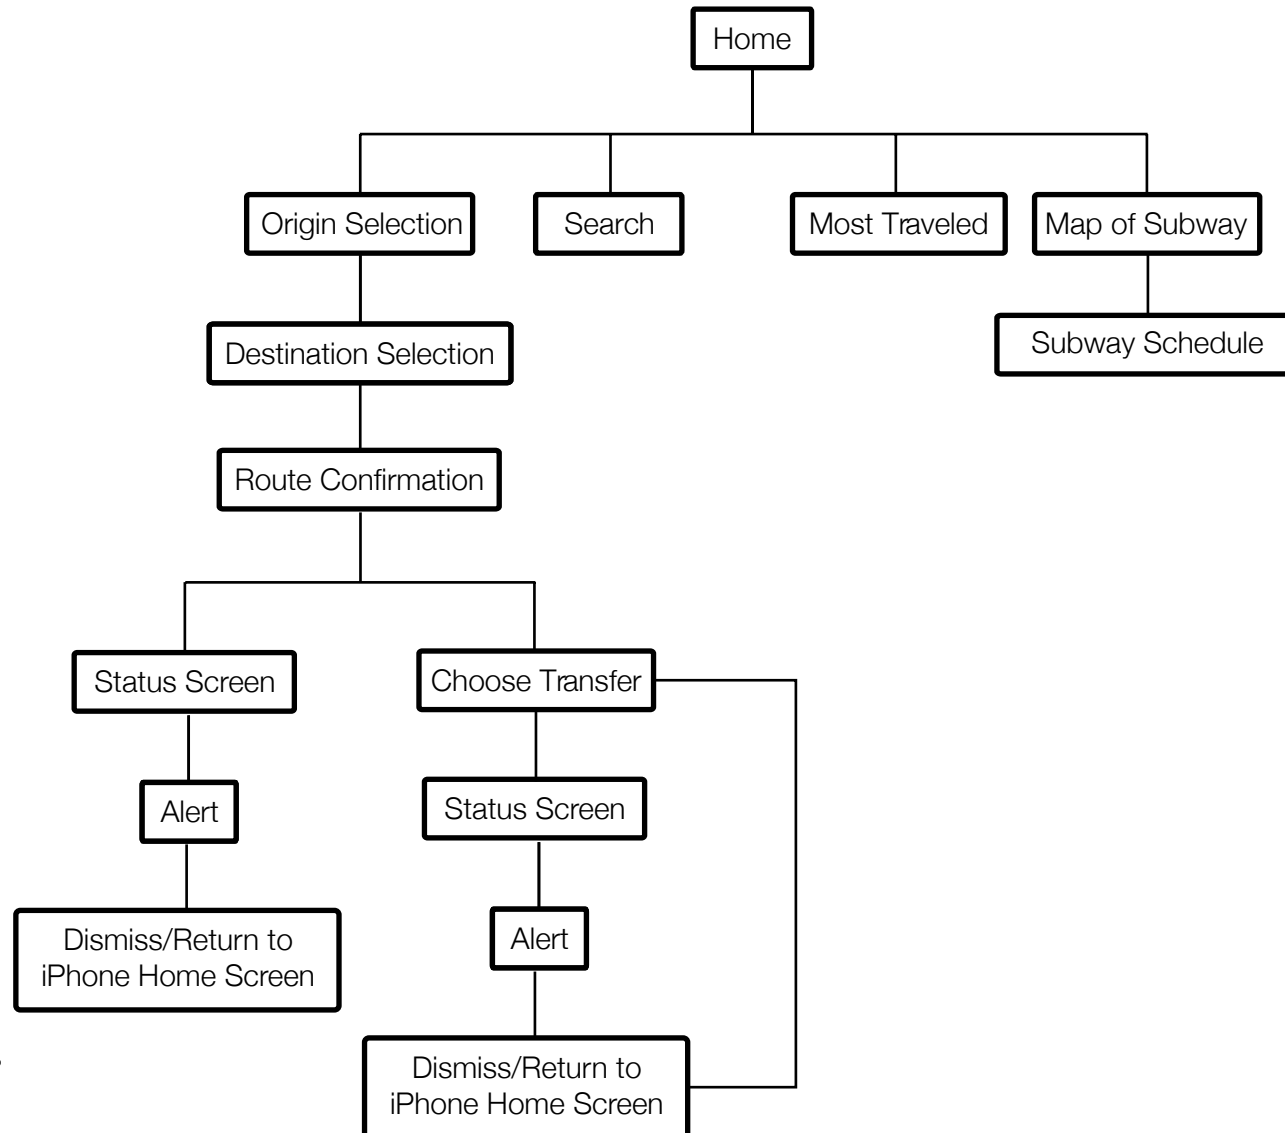 Home
Origin Selection
Search
Most Traveled
Map of Subway
Destination Selection
Subway Schedule
Route Confirmation
Status Screen
Choose Transfer
Alert
Status Screen
Dismiss/Return to
iPhone Home Screen
Alert
Dismiss/Return to
iPhone Home Screen